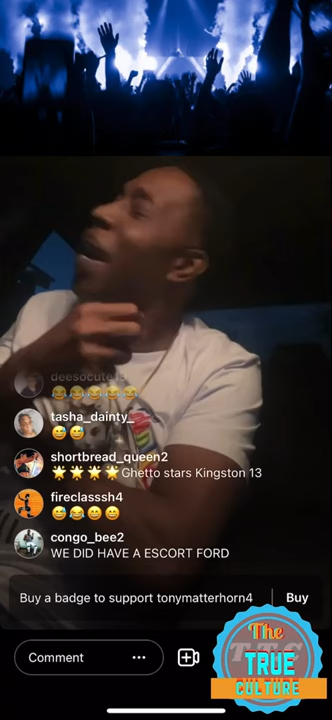 deesocute13
tasha_dainty_
shortbread_queen2
Ghetto stars Kingston 13
fireclasssh4
congo_bee2
WE DID HAVE A ESCORT FORD
Buy a badge to support tonymatterhorn4
Buy
Comment
The
T.T.C
TRUE
CULTURE